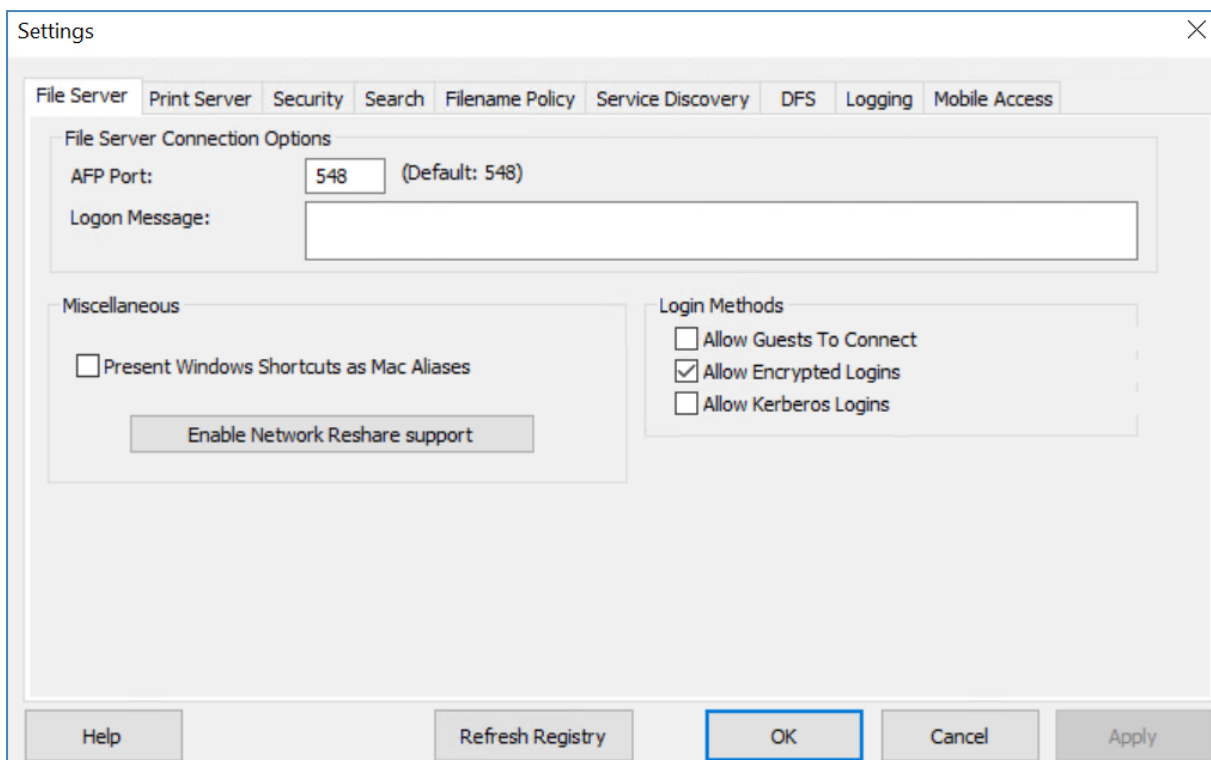 Settings
File Server Print Server Security Search Filename Policy Service Discovery DFS Logging Mobile Access
File Server Connection Options
AFP Port: 548 (Default: 548)
Logon Message:
Miscellaneous
Present Windows Shortcuts as Mac Aliases
Enable Network Reshare support
Login Methods
Allow Guests To Connect
Allow Encrypted Logins
Allow Kerberos Logins
Help Refresh Registry OK Cancel Apply